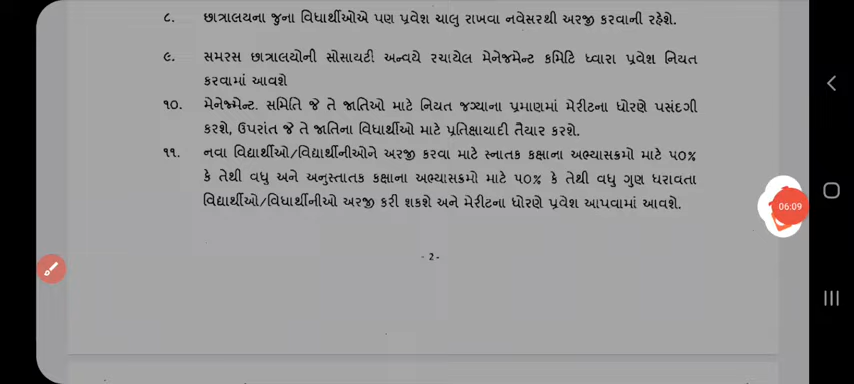 ૮. છાત્રાલયના જુના વિધાર્થીઓએ પણ પ્રવેશ ચાલુ રાખવા નવેસરથી અરજી કરવાની રહેશે.
૯. સમરસ છાત્રાલયોની સોસાયટી અન્વયે રચાયેલ મેનેજમેન્ટ કમિટિ ધ્વારા પ્રવેશ નિયત
કરવામાં આવશે
૧૦. મેનેજમેન્ટ સમિતિ જે તે જાતિઓ માટે નિયત જગ્યાના પ્રમાણમાં મેરીટના ધોરણે પસંદગી
કરશે, ઉપરાંત જે તે જાતિના વિધાર્થીઓ માટે પ્રતિક્ષાયાદી તૈયાર કરશે.
૧૧. નવા વિદ્યાર્થીઓ/વિદ્યાર્થીનીઓને અરજી કરવા માટે સ્નાતક કક્ષાના અભ્યાસક્રમો માટે ૫૦%
કે તેથી વધુ અને અનુસ્તાતક કક્ષાના અભ્યાસક્રમો માટે ૫૦% કે તેથી વધુ ગુણ ધરાવતા
વિદ્યાર્થીઓ/વિધાર્થીનીઓ અરજી કરી શકશે અને મેરીટના ધોરણે પ્રવેશ આપવામાં આવશે.
06:09
- 2 -